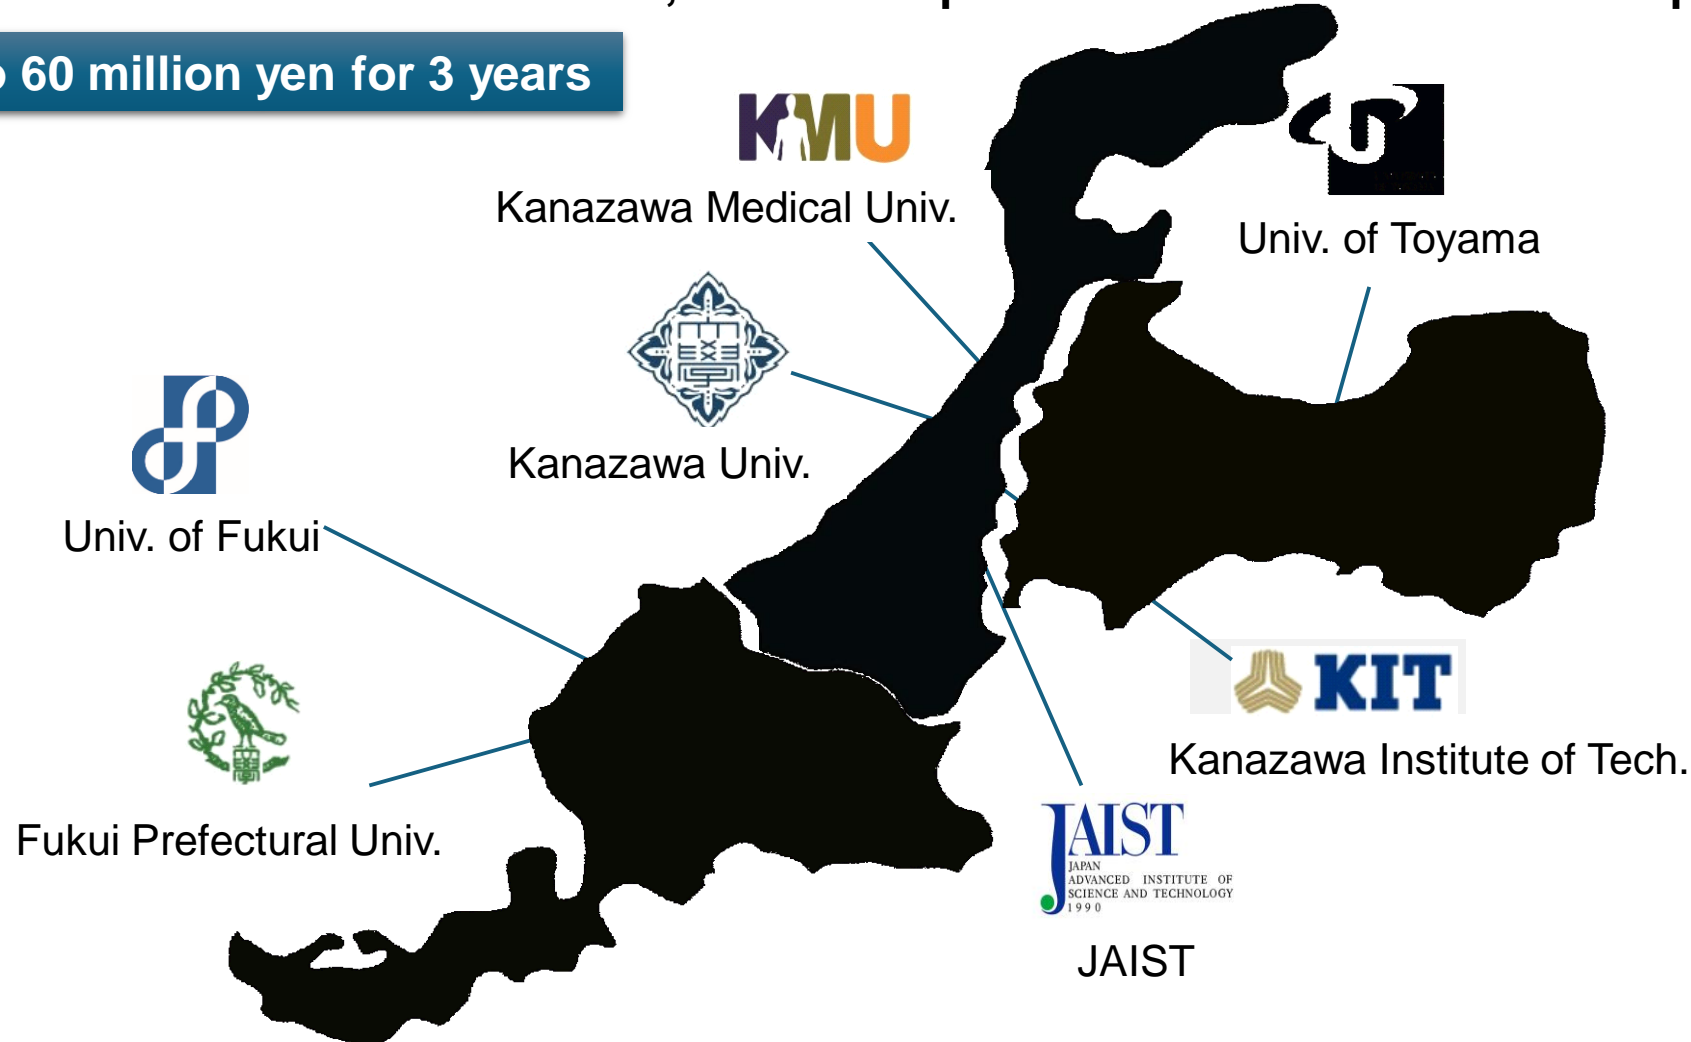 60 million yen for 3 years
KMU
Kanazawa Medical Univ.
Univ. of Toyama
Kanazawa Univ.
Univ. of Fukui
KIT
Kanazawa Institute of Tech.
Fukui Prefectural Univ.
JAIST
JAPAN
ADVANCED INSTITUTE OF
SCIENCE AND TECHNOLOGY
1990
JAIST